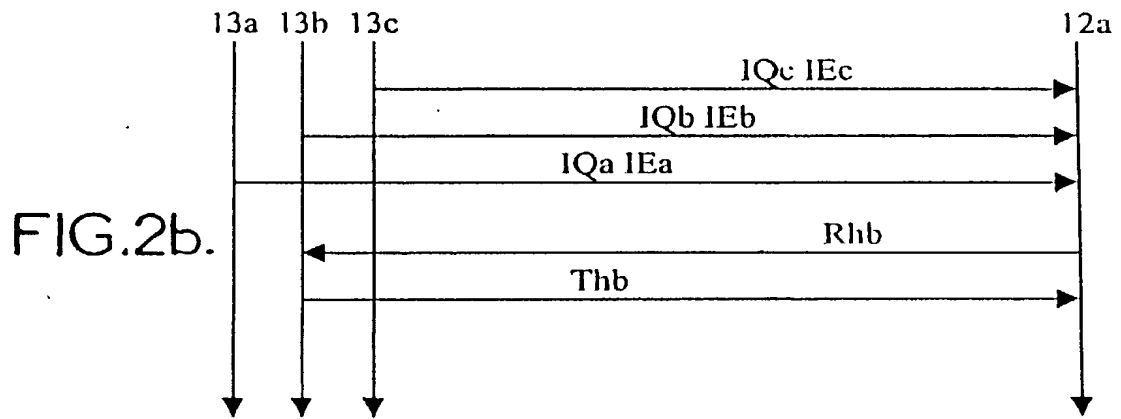 13a 13b 13c 12a
IQc IEc
IQb IEb
IQa IEa
FIG.2b.
Rhb
Thb